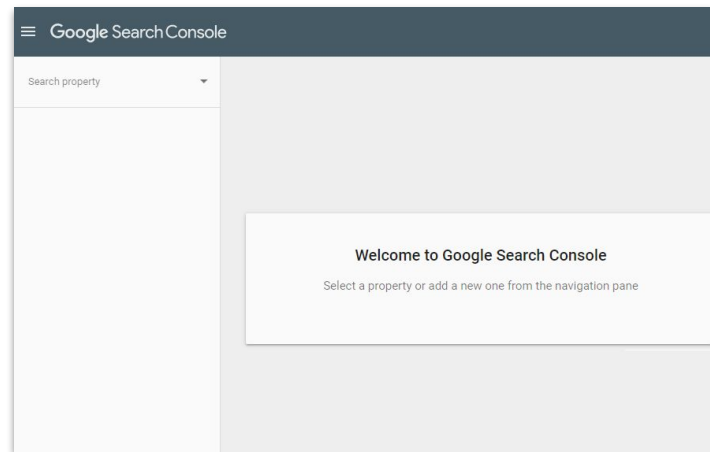 Google Search Console
Search property
Welcome to Google Search Console
Select a property or add a new one from the navigation pane